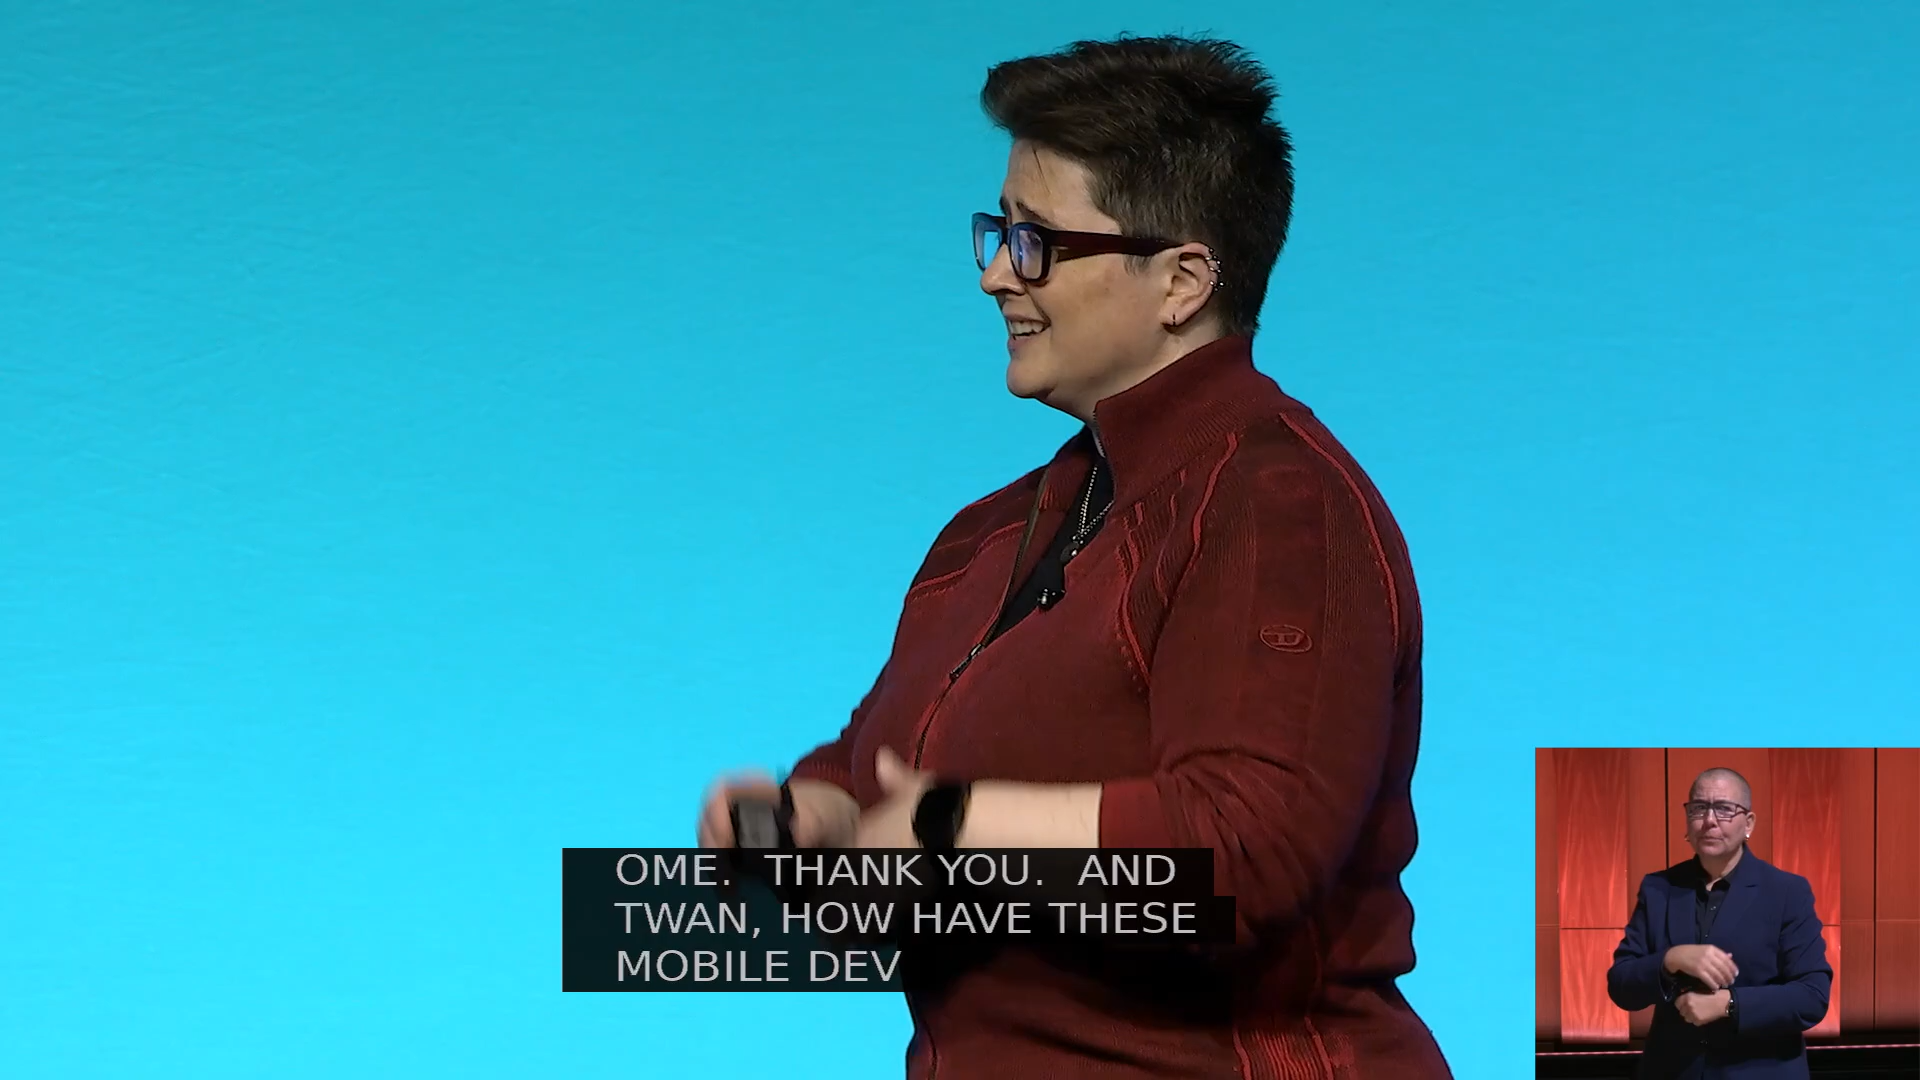 OME.  THANK YOU.  AND
TWAN, HOW HAVE THESE
MOBILE DEV